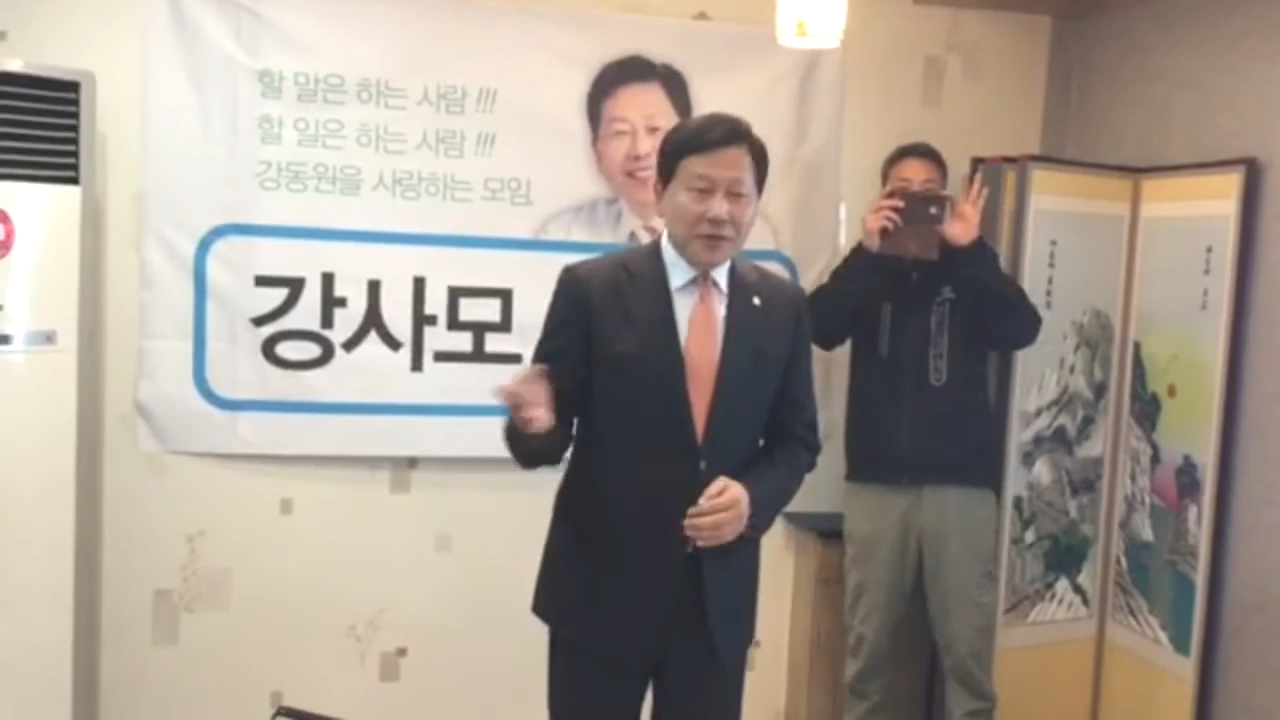 할 말은 하는 사람 !!!
할 일은 하는 사람 !!!
강동원을 사랑하는 모임.
강사모